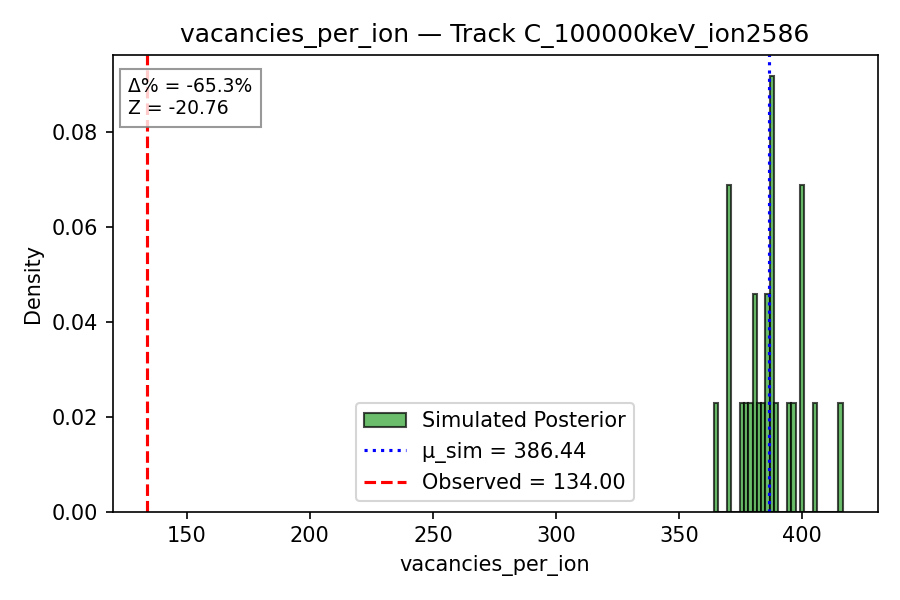 vacancies_per_ion — Track C_100000keV_ion2586
Δ% = -65.3%
Z = -20.76
Density
0.08
0.06
0.04
0.02
0.00
Simulated Posterior
μ_sim = 386.44
Observed = 134.00
150
200
250
300
350
400
vacancies_per_ion